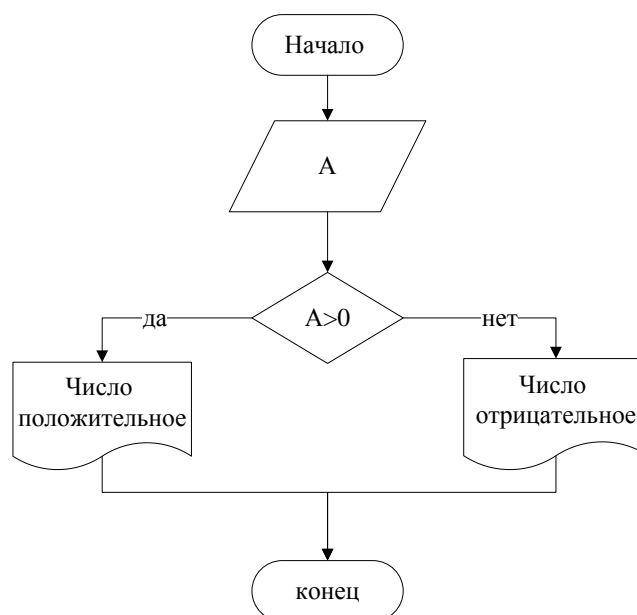 Начало
А
А>0
да
нет
Число
положительное
Число
отрицательное
конец